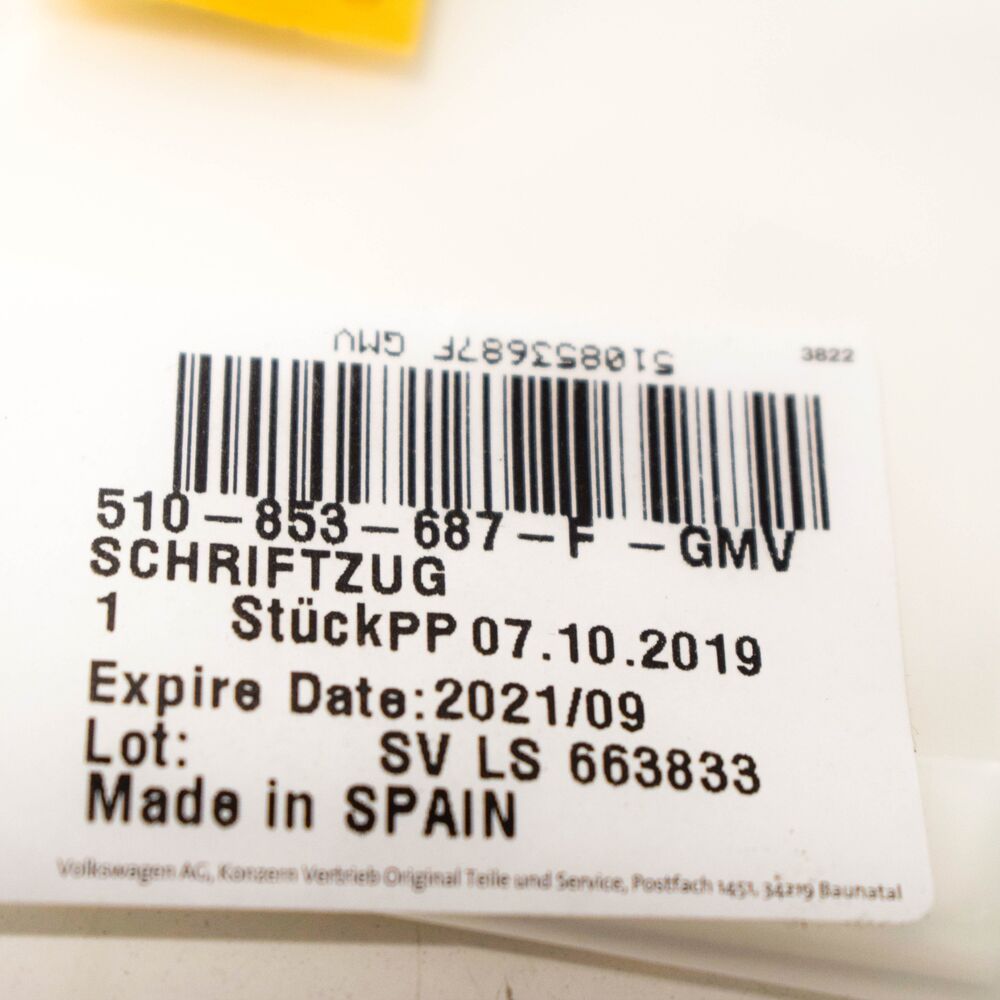 510853687F GMV
3822
510-853-687-F -GMV
SCHRIFTZUG
1 StückPP 07.10.2019
Expire Date:2021/09
Lot: SV LS 663833
Made in SPAIN
Volkswagen AG, Konzern Vertrieb Original Teile und Service, Postfach 1451, 34219 Baunatal